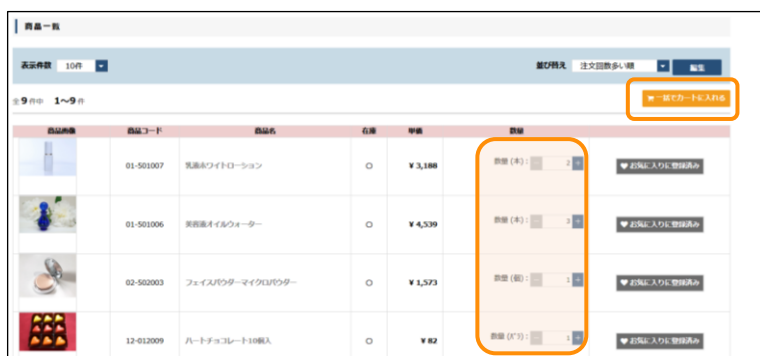 商品一覧
表示件数 10件 並び替え 注文回数多い順 編集
全9件中 1～9件
一括でカートに入れる
商品画像 商品コード 商品名 在庫 単価 数量
01-501007 乳液ホワイトローション ○ ¥3,188 数量(本): － 2 + お気に入りに登録済み
01-501006 美容液オイルウォーター ○ ¥4,539 数量(本): － 3 + お気に入りに登録済み
02-502003 フェイスパウダーマイクロパウダー ○ ¥1,573 数量(個): － 1 + お気に入りに登録済み
12-012009 ハートチョコレート10個入 ○ ¥82 数量(ﾊﾞﾗ): － 1 + お気に入りに登録済み